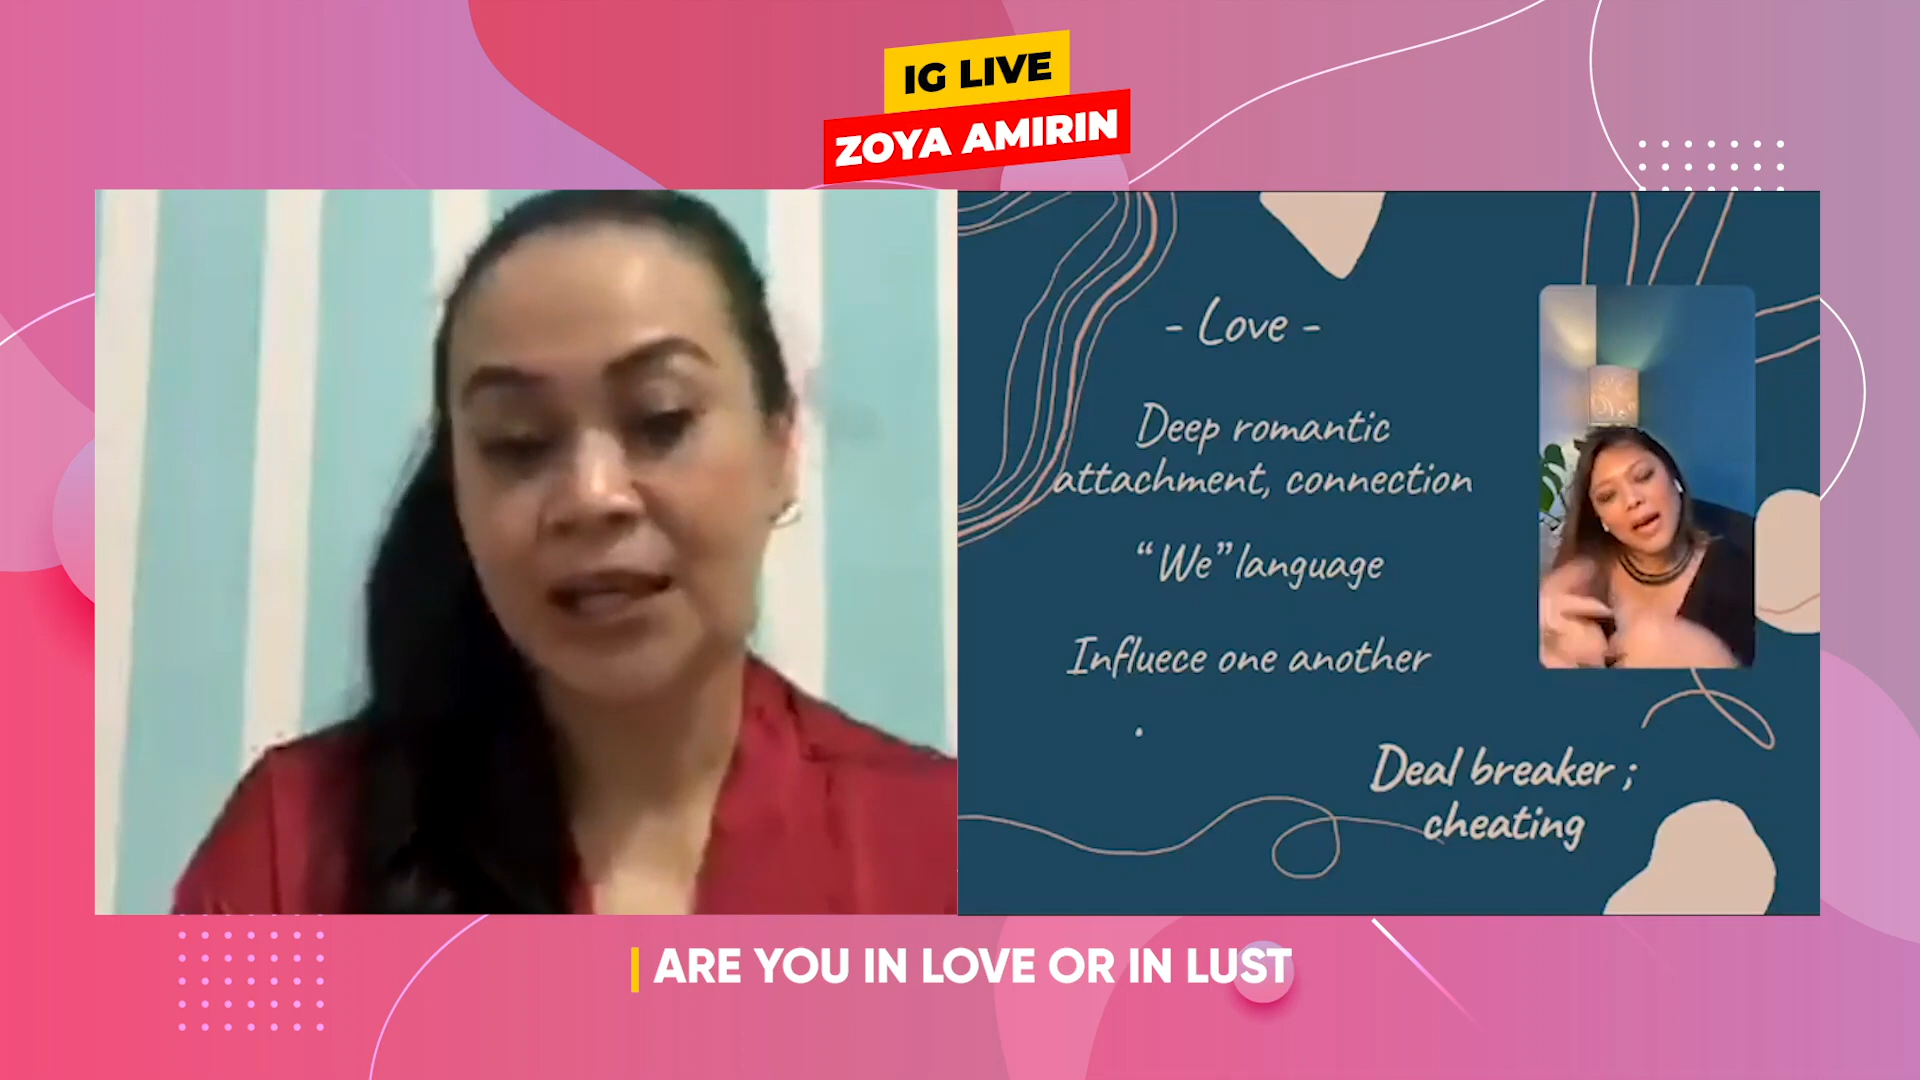 IG LIVE
ZOYA AMIRIN
- Love -
Deep romantic
attachment, connection
“We” language
Influece one another
.
Deal breaker ;
cheating
ARE YOU IN LOVE OR IN LUST